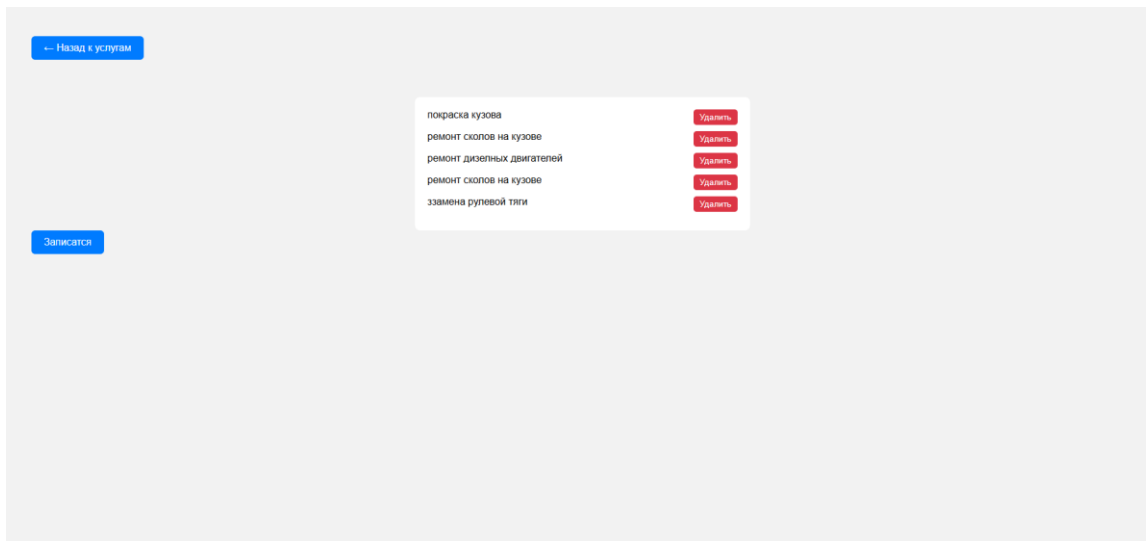 ← Назад к услугам
покраска кузова Удалить
ремонт сколов на кузове Удалить
ремонт дизелных двигателей Удалить
ремонт сколов на кузове Удалить
ззамена рулевой тяги Удалить
Записатся